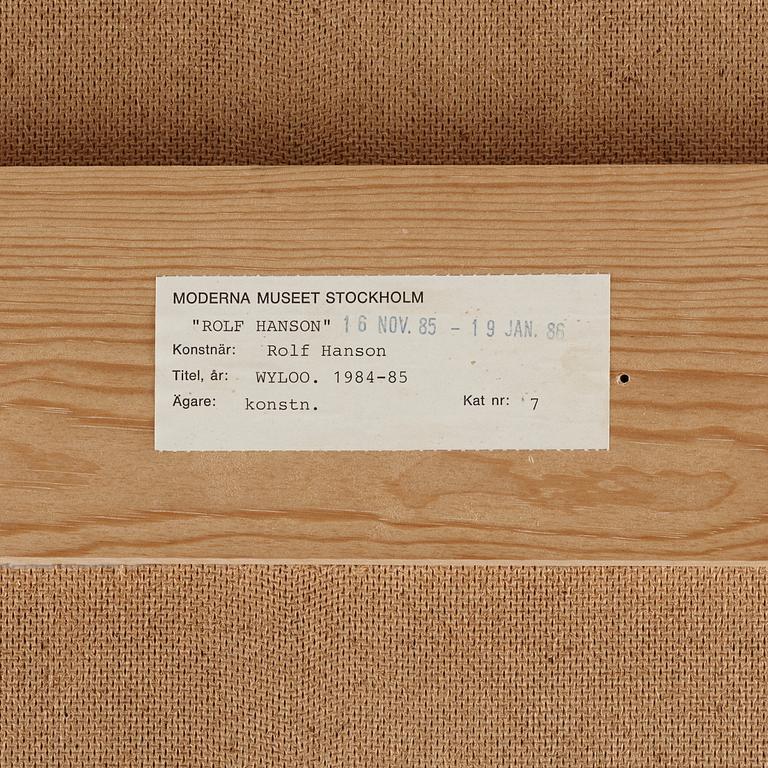 MODERNA MUSEET STOCKHOLM
"ROLF HANSON" 16 NOV. 85 - 19 JAN. 86
Konstnär: Rolf Hanson
Titel, år: WYLOO. 1984-85
Ägare: konstn. Kat nr: 7